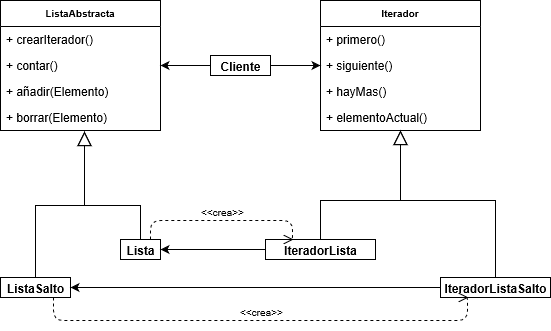 ListaAbstracta
+ crearIterador()
+ contar()
+ añadir(Elemento)
+ borrar(Elemento)
Cliente
Iterador
+ primero()
+ siguiente()
+ hayMas()
+ elementoActual()
<<crea>>
Lista
IteradorLista
ListaSalto
IteradorListaSalto
<<crea>>